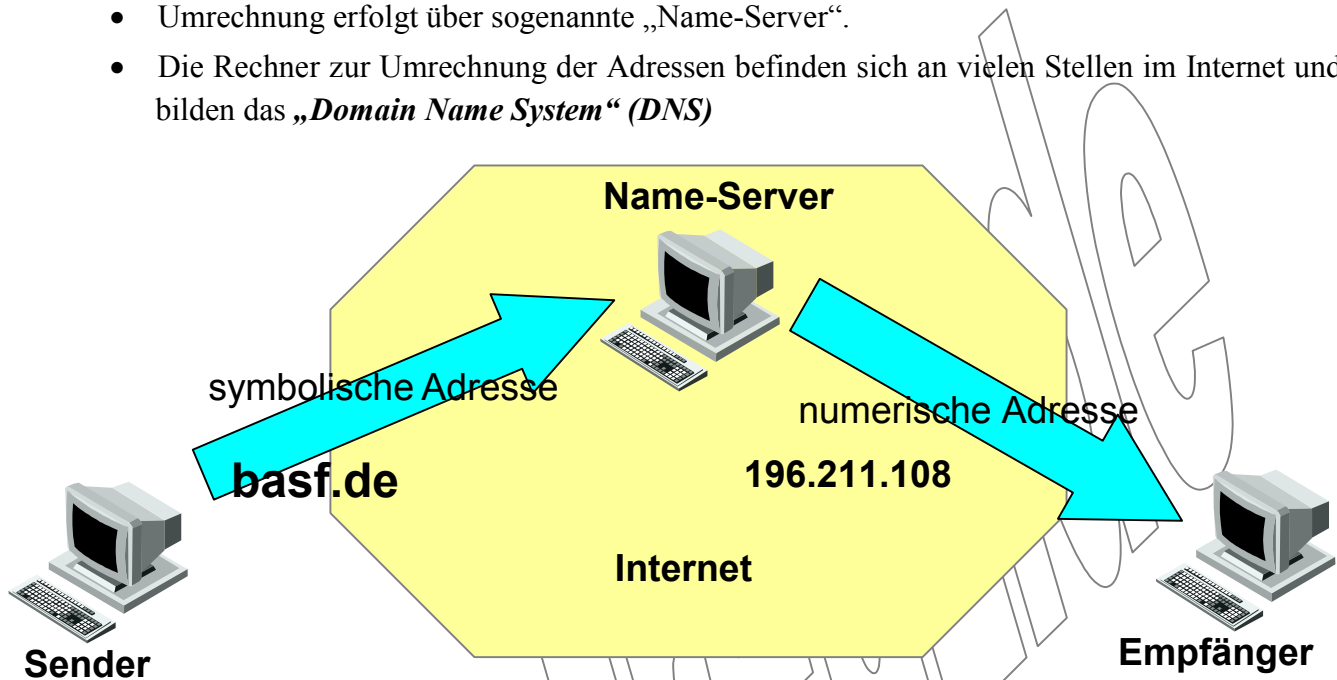 • Umrechnung erfolgt über sogenannte „Name-Server“.
• Die Rechner zur Umrechnung der Adressen befinden sich an vielen Stellen im Internet und
bilden das „Domain Name System“ (DNS)
Name-Server
symbolische Adresse
numerische Adresse
basf.de
196.211.108
Internet
Sender
Empfänger